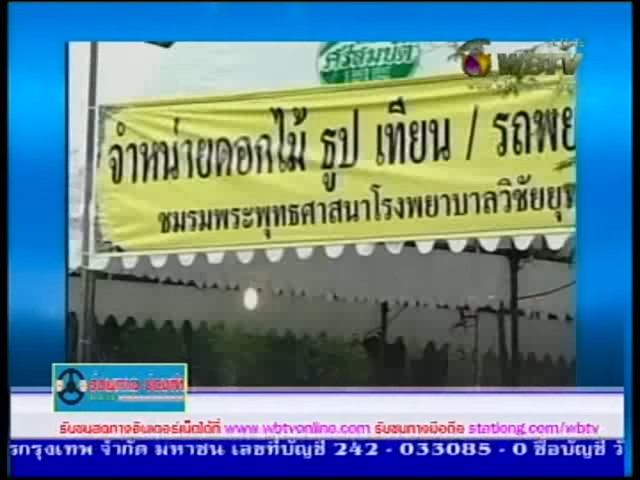 WBTV
ศรีสมบัติ
จำหน่ายดอกไม้ ธูป เทียน / รถพย
ชมรมพระพุทธศาสนาโรงพยาบาลวิชัยยุ
รับชมสดทางอินเตอร์เน็ตได้ที่ www.wbtvonline.com รับชมทางมือถือ stationg.com/wbtv
รกรุงเทพ จำกัด มหาชน เลขที่บัญชี 242 - 033085 - 0 ชื่อบัญชี วั